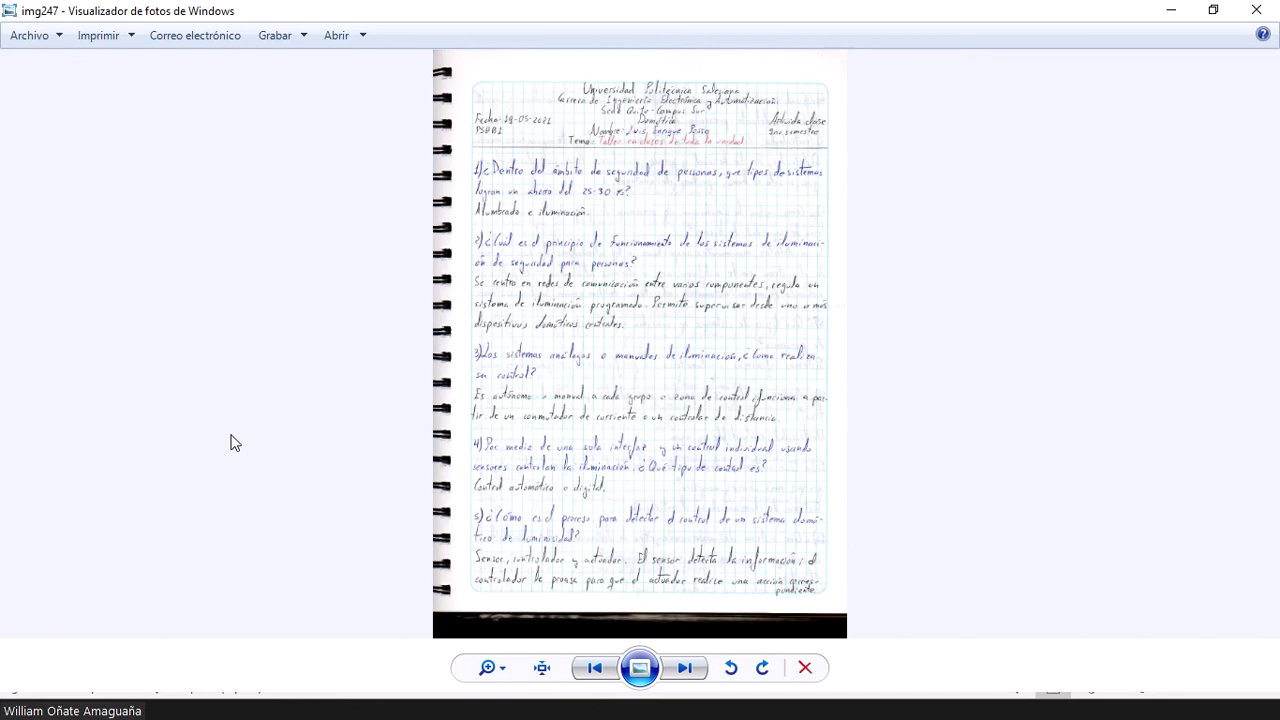 img247 - Visualizador de fotos de Windows
Archivo Imprimir Correo electrónico Grabar Abrir
Universidad Politécnica Salesiana
Carrera de Ingeniería Electrónica y Automatización
Sede Quito-Campus Sur
Fecha: 18-05-2021 Domótica Actividad clase
Nombre: Luis Enrique 2no semestre
Tema: Taller en clases de toda la unidad
1) ¿Dentro del ámbito de seguridad de personas, que tipos de sistemas
logran un ahorro del 25-30 %?
Alumbrado e iluminación.
2) ¿Cuál es el principio de funcionamiento de los sistemas de iluminaci-
ón de seguridad para personas?
Se centra en redes de comunicación entre varios componentes, regula un
sistema de iluminación programado. Permite supervisar desde uno o más
dispositivos domóticos centrales.
3) Los sistemas análogos o manuales de iluminación, ¿Cómo realiza
su control?
Es autónomo o manual a cada grupo o zona de control, funciona a par-
tir de un conmutador de corriente o un controlar de distancia.
4) Por medio de una sola interfaz y un control individual usando
sensores controlan la iluminación. ¿Qué tipo de control es?
Control automático o digital.
5) ¿Cómo es el proceso para detectar el control de un sistema domó-
tico de luminisidad?
Sensor, controlador y actuador. El sensor detecta la información; el
controlador la procesa para que el actuador realice una acción corres-
pondiente.
William Oñate Amaguaña